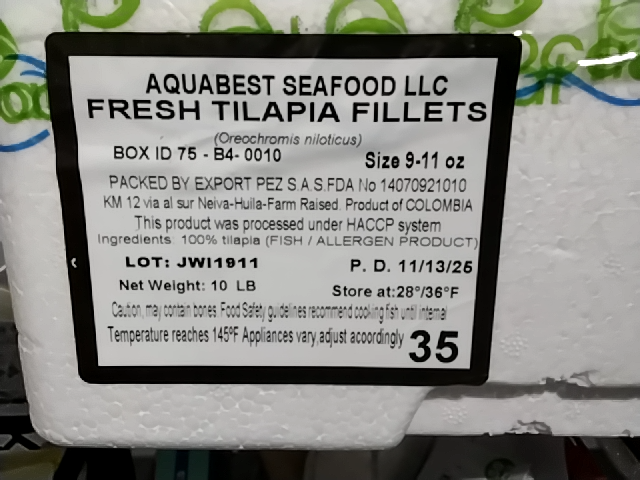 AQUABEST SEAFOOD LLC
FRESH TILAPIA FILLETS
(Oreochromis niloticus)
BOX ID 75 - B4- 0010
Size 9-11 oz
PACKED BY EXPORT PEZ S.A.S.FDA No 14070921010
KM 12 via al sur Neiva-Huila-Farm Raised. Product of COLOMBIA
This product was processed under HACCP system
Ingredients: 100% tilapia (FISH / ALLERGEN PRODUCT)
LOT: JWI1911
P. D. 11/13/25
Net Weight: 10 LB
Store at:28°/36°F
Caution, may contain bones. Food Safety guidelines recommend cooking fish until internal
Temperature reaches 145ºF Appliances vary,adjust acoordingly
35